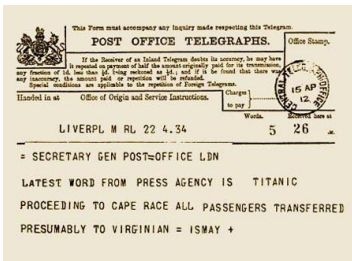 This Form must accompany any inquiry made respecting this Telegram.
POST OFFICE TELEGRAPHS.
Office Stamp.
If the Receiver of an Inland Telegram doubts its accuracy, he may have
it repeated on payment of half the amount originally paid for its transmission,
any fraction of 1d. less than ½d. being reckoned as ½d.; and if it be found that there was
any inaccuracy, the amount paid for repetition will be refunded.
Special conditions are applicable to the repetition of Foreign Telegrams.
CENTRAL TELEGRAPH OFFICE
15 AP
12
Handed in at
Office of Origin and Service Instructions.
Charges
to pay
Words.
Received here at
LIVERPL M RL 22 4.34
5
26
= SECRETARY GEN POST=OFFICE LDN
LATEST WORD FROM PRESS AGENCY IS TITANIC
PROCEEDING TO CAPE RACE ALL PASSENGERS TRANSFERRED
PRESUMABLY TO VIRGINIAN = ISMAY +